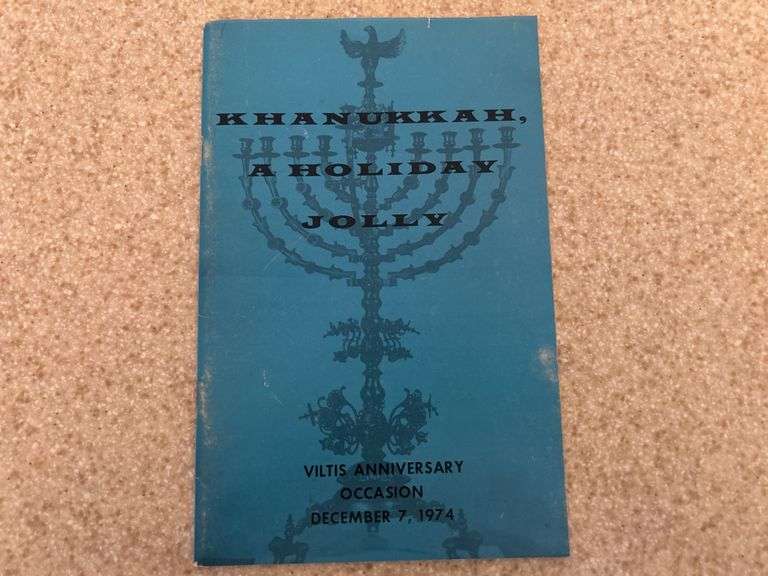 KHANUKKAH,
A HOLIDAY
JOLLY
VILTIS ANNIVERSARY
OCCASION
DECEMBER 7, 1974